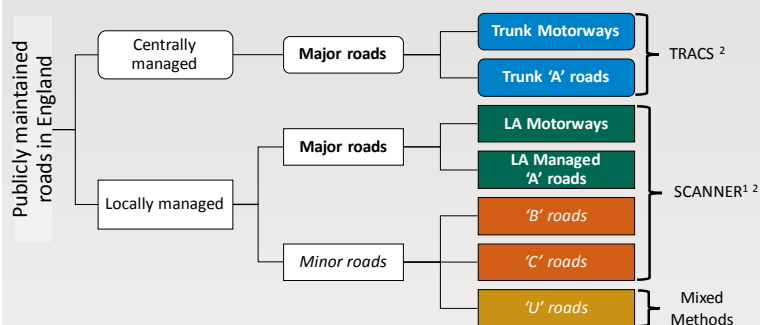 Publicly maintained
roads in England
Centrally
managed
Major roads
Trunk Motorways
Trunk ‘A’ roads
TRACS ²
Locally managed
Major roads
LA Motorways
LA Managed
‘A’ roads
SCANNER¹ ²
Minor roads
‘B’ roads
‘C’ roads
‘U’ roads
Mixed
Methods